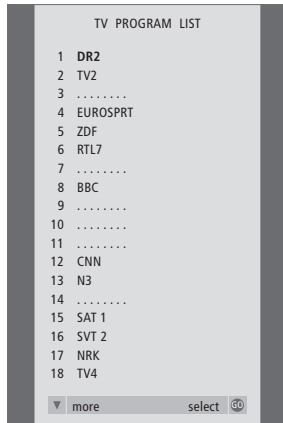 TV PROGRAM LIST
1 DR2
2 TV2
3 . . . . . . . .
4 EUROSPRT
5 ZDF
6 RTL7
7 . . . . . . . .
8 BBC
9 . . . . . . . .
10 . . . . . . . .
11 . . . . . . . .
12 CNN
13 N3
14 . . . . . . . .
15 SAT 1
16 SVT 2
17 NRK
18 TV4
▼ more select GO